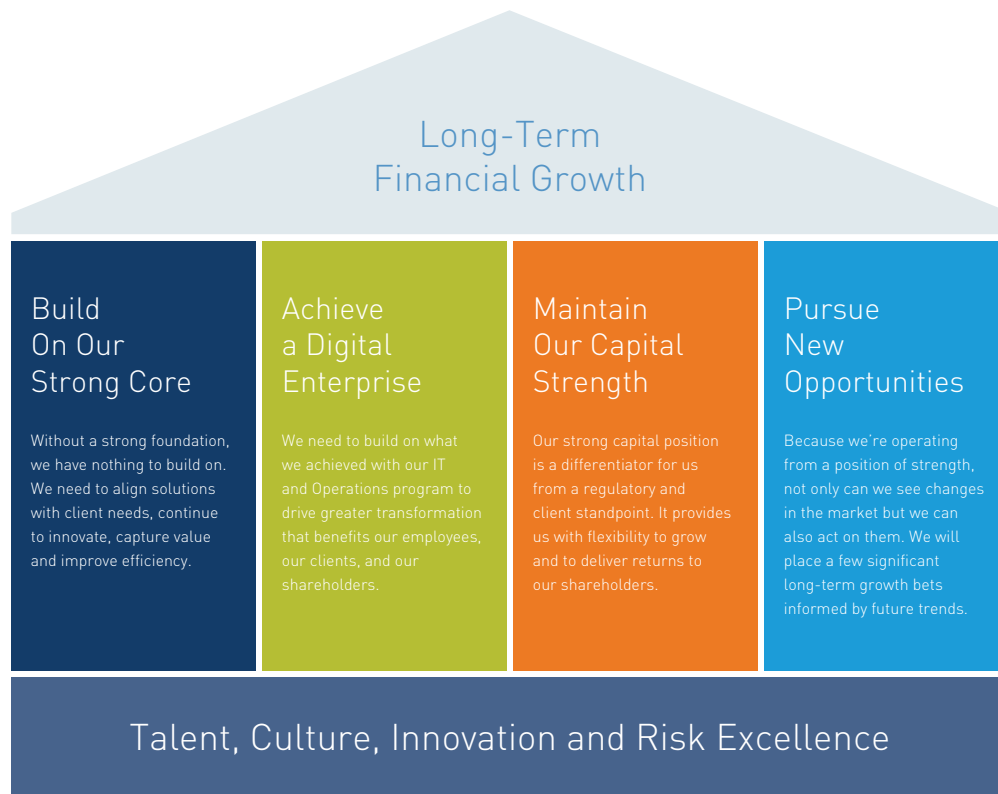 Long-Term
Financial Growth
Build
On Our
Strong Core
Without a strong foundation,
we have nothing to build on.
We need to align solutions
with client needs, continue
to innovate, capture value
and improve efficiency.
Achieve
a Digital
Enterprise
We need to build on what
we achieved with our IT
and Operations program to
drive greater transformation
that benefits our employees,
our clients, and our
shareholders.
Maintain
Our Capital
Strength
Our strong capital position
is a differentiator for us
from a regulatory and
client standpoint. It provides
us with flexibility to grow
and to deliver returns to
our shareholders.
Pursue
New
Opportunities
Because we're operating
from a position of strength,
not only can we see changes
in the market but we can
also act on them. We will
place a few significant
long-term growth bets
informed by future trends.
Talent, Culture, Innovation and Risk Excellence